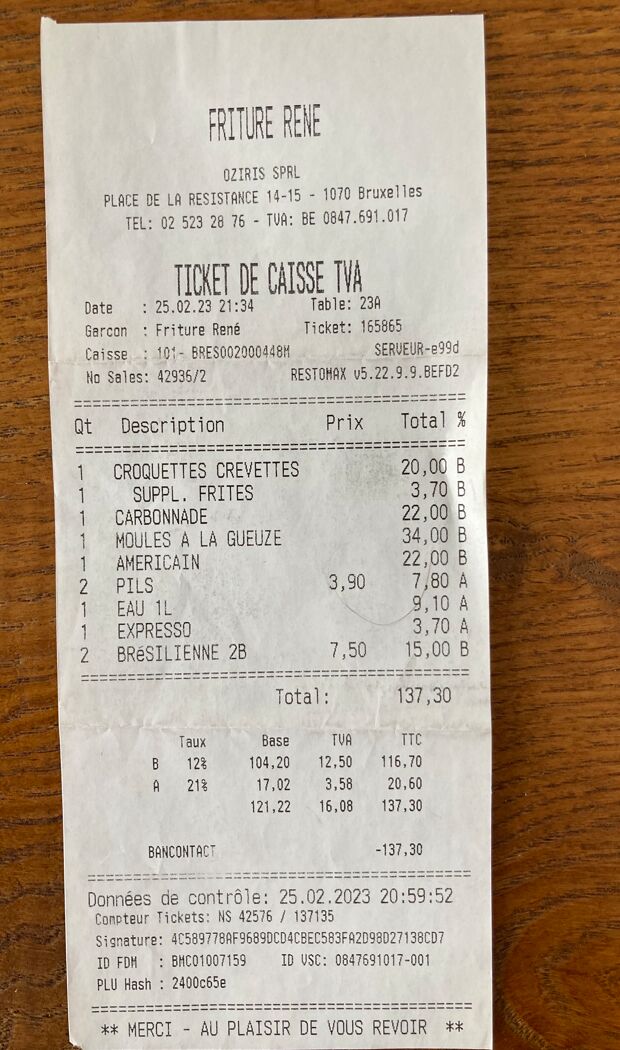 FRITURE RENE
OZIRIS SPRL
PLACE DE LA RESISTANCE 14-15 - 1070 Bruxelles
TEL: 02 523 28 76 - TVA: BE 0847.691.017
TICKET DE CAISSE TVA
Date : 25.02.23 21:34 Table: 23A
Garcon : Friture René Ticket: 165865
Caisse : 101- BRES002000448M SERVEUR-e99d
No Sales: 42936/2 RESTOMAX v5.22.9.9.BEFD2
Qt Description Prix Total %
1 CROQUETTES CREVETTES 20,00 B
1 SUPPL. FRITES 3,70 B
1 CARBONNADE 22,00 B
1 MOULES A LA GUEUZE 34,00 B
1 AMERICAIN 22,00 B
2 PILS 3,90 7,80 A
1 EAU 1L 9,10 A
1 EXPRESSO 3,70 A
2 BRéSILIENNE 2B 7,50 15,00 B
Total: 137,30
Taux Base TVA TTC
B 12% 104,20 12,50 116,70
A 21% 17,02 3,58 20,60
121,22 16,08 137,30
BANCONTACT -137,30
Données de contrôle: 25.02.2023 20:59:52
Compteur Tickets: NS 42576 / 137135
Signature: 4C589778AF9689DCD4CBEC583FA2D98D27138CD7
ID FDM : BMC01007159 ID VSC: 0847691017-001
PLU Hash : 2400c65e
** MERCI - AU PLAISIR DE VOUS REVOIR **